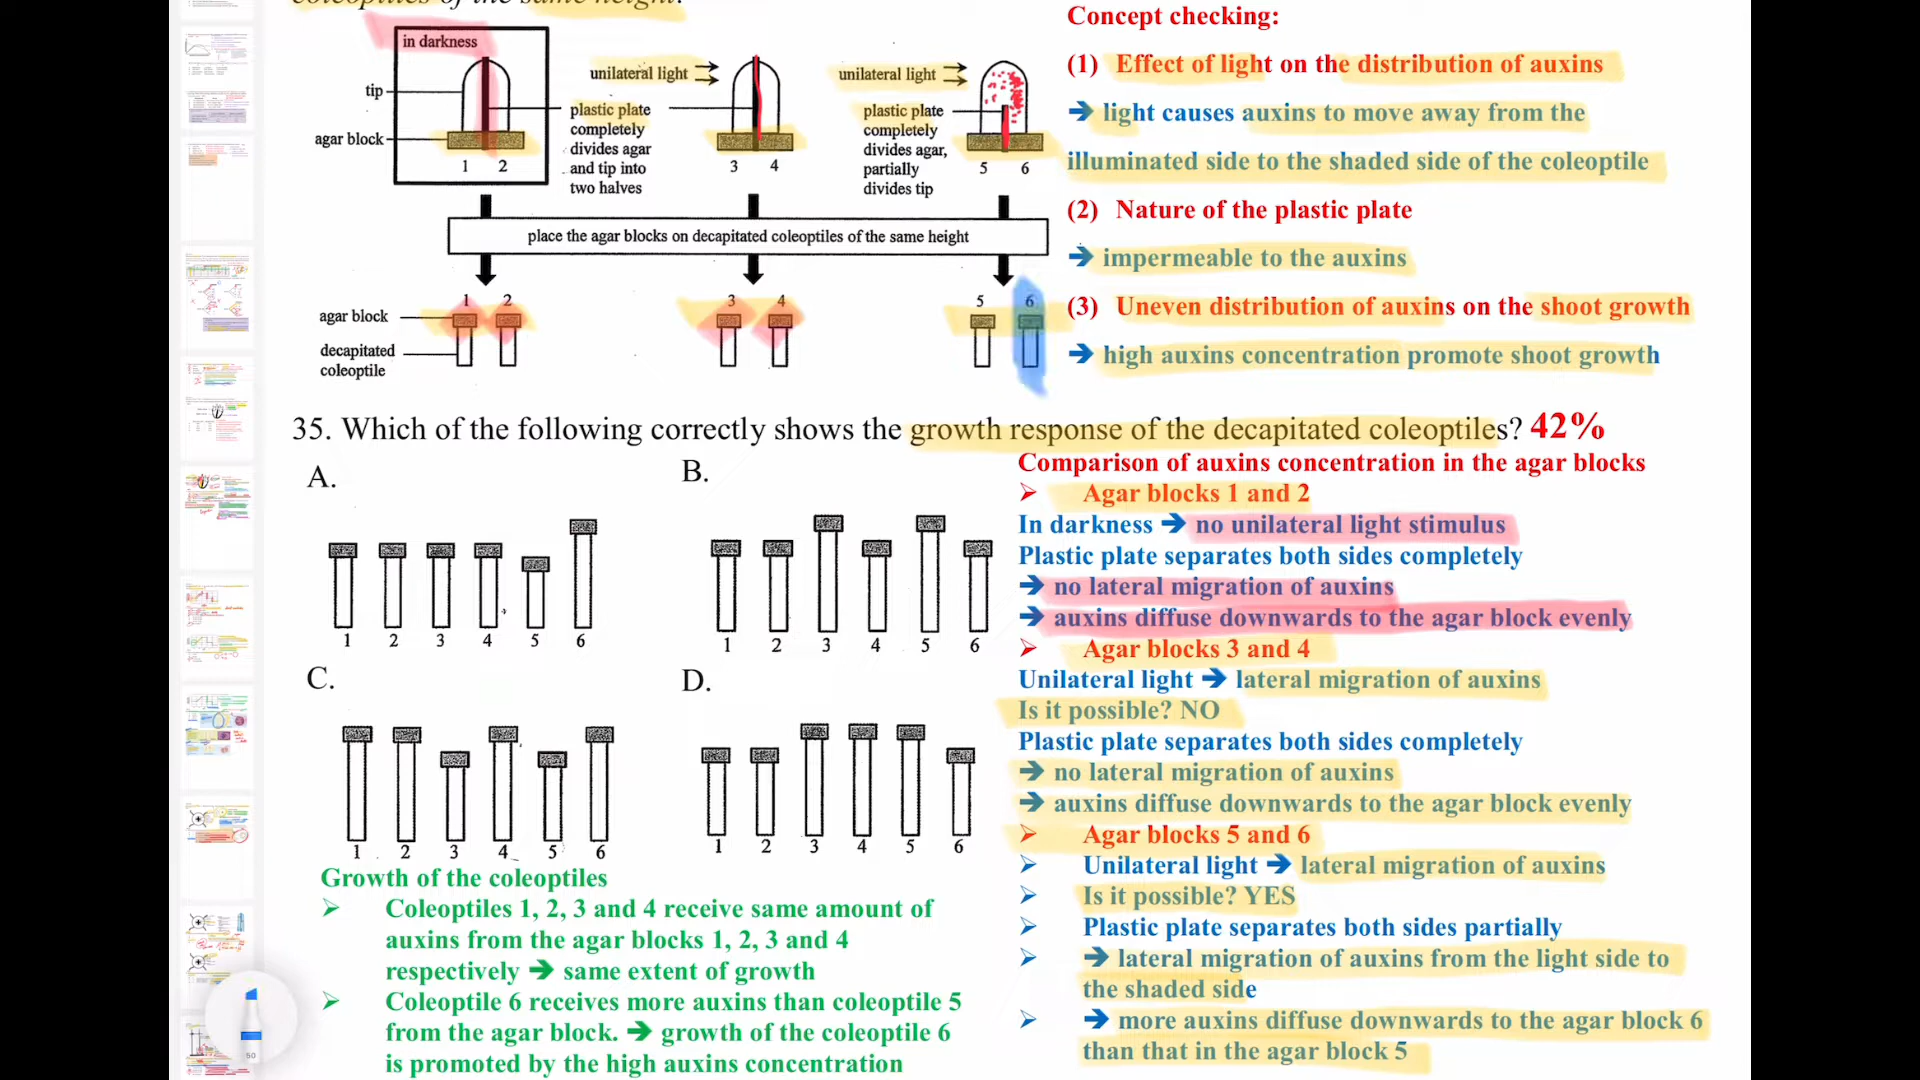 coleoptiles of the same height.
in darkness
tip
agar block
1 2
unilateral light
plastic plate
completely
divides agar
and tip into
two halves
3 4
unilateral light
plastic plate
completely
divides agar,
partially
divides tip
5 6
place the agar blocks on decapitated coleoptiles of the same height
1 2 3 4 5 6
agar block
decapitated
coleoptile
Concept checking:
(1) Effect of light on the distribution of auxins
➔ light causes auxins to move away from the
illuminated side to the shaded side of the coleoptile
(2) Nature of the plastic plate
➔ impermeable to the auxins
(3) Uneven distribution of auxins on the shoot growth
➔ high auxins concentration promote shoot growth
35. Which of the following correctly shows the growth response of the decapitated coleoptiles? 42%
A.
1 2 3 4 5 6
B.
1 2 3 4 5 6
C.
1 2 3 4 5 6
D.
1 2 3 4 5 6
Growth of the coleoptiles
➢ Coleoptiles 1, 2, 3 and 4 receive same amount of
auxins from the agar blocks 1, 2, 3 and 4
respectively ➔ same extent of growth
➢ Coleoptile 6 receives more auxins than coleoptile 5
from the agar block. ➔ growth of the coleoptile 6
is promoted by the high auxins concentration
Comparison of auxins concentration in the agar blocks
➢ Agar blocks 1 and 2
In darkness ➔ no unilateral light stimulus
Plastic plate separates both sides completely
➔ no lateral migration of auxins
➔ auxins diffuse downwards to the agar block evenly
➢ Agar blocks 3 and 4
Unilateral light ➔ lateral migration of auxins
Is it possible? NO
Plastic plate separates both sides completely
➔ no lateral migration of auxins
➔ auxins diffuse downwards to the agar block evenly
➢ Agar blocks 5 and 6
➢ Unilateral light ➔ lateral migration of auxins
➢ Is it possible? YES
➢ Plastic plate separates both sides partially
➢ ➔ lateral migration of auxins from the light side to
the shaded side
➢ ➔ more auxins diffuse downwards to the agar block 6
than that in the agar block 5
50